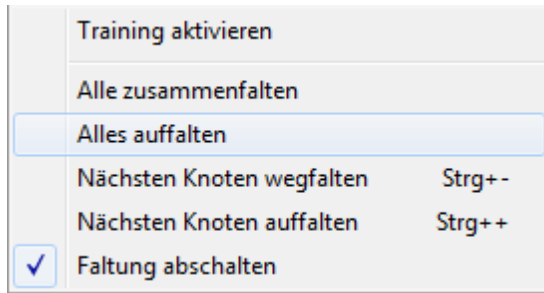 Training aktivieren
Alle zusammenfalten
Alles auffalten
Nächsten Knoten wegfalten Strg+-
Nächsten Knoten auffalten Strg++
Faltung abschalten